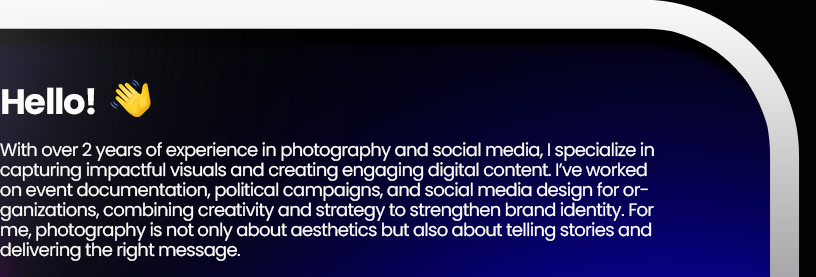 Hello! 👋
With over 2 years of experience in photography and social media, I specialize in
capturing impactful visuals and creating engaging digital content. I’ve worked
on event documentation, political campaigns, and social media design for or-
ganizations, combining creativity and strategy to strengthen brand identity. For
me, photography is not only about aesthetics but also about telling stories and
delivering the right message.